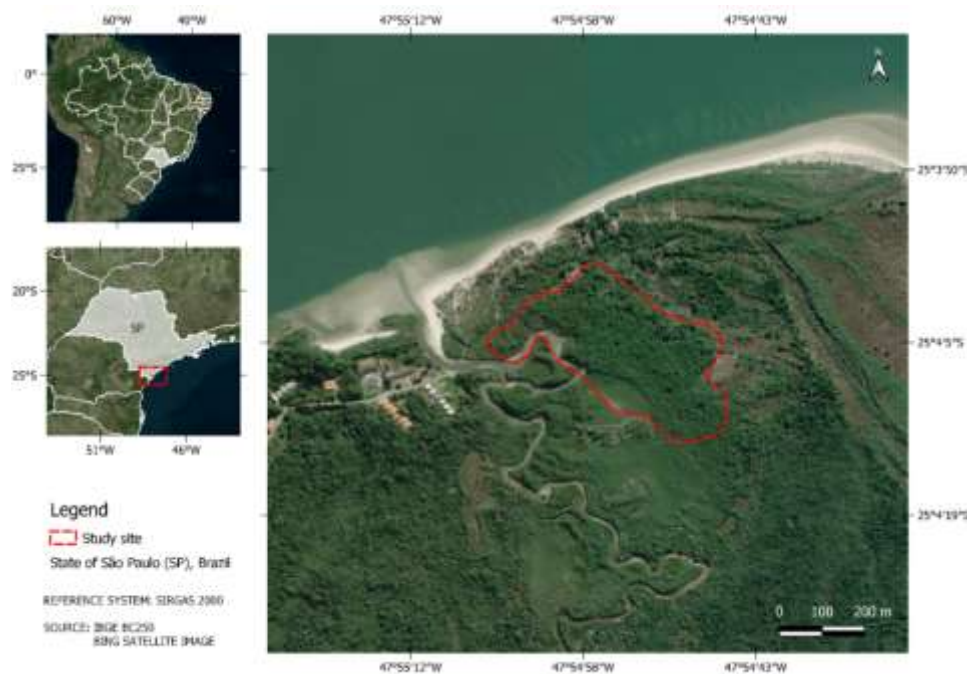 60°W 46°W
0°
25°S
20°S
SP
25°S
51°W 46°W
47°55'12"W 47°54'58"W 47°54'43"W
N
25°3'50"S
25°4'5"S
25°4'19"S
0 100 200 m
47°55'12"W 47°54'58"W 47°54'43"W
Legend
Study site
State of São Paulo (SP), Brazil
REFERENCE SYSTEM: SIRGAS 2000
SOURCE: IBGE BC250
BING SATELLITE IMAGE